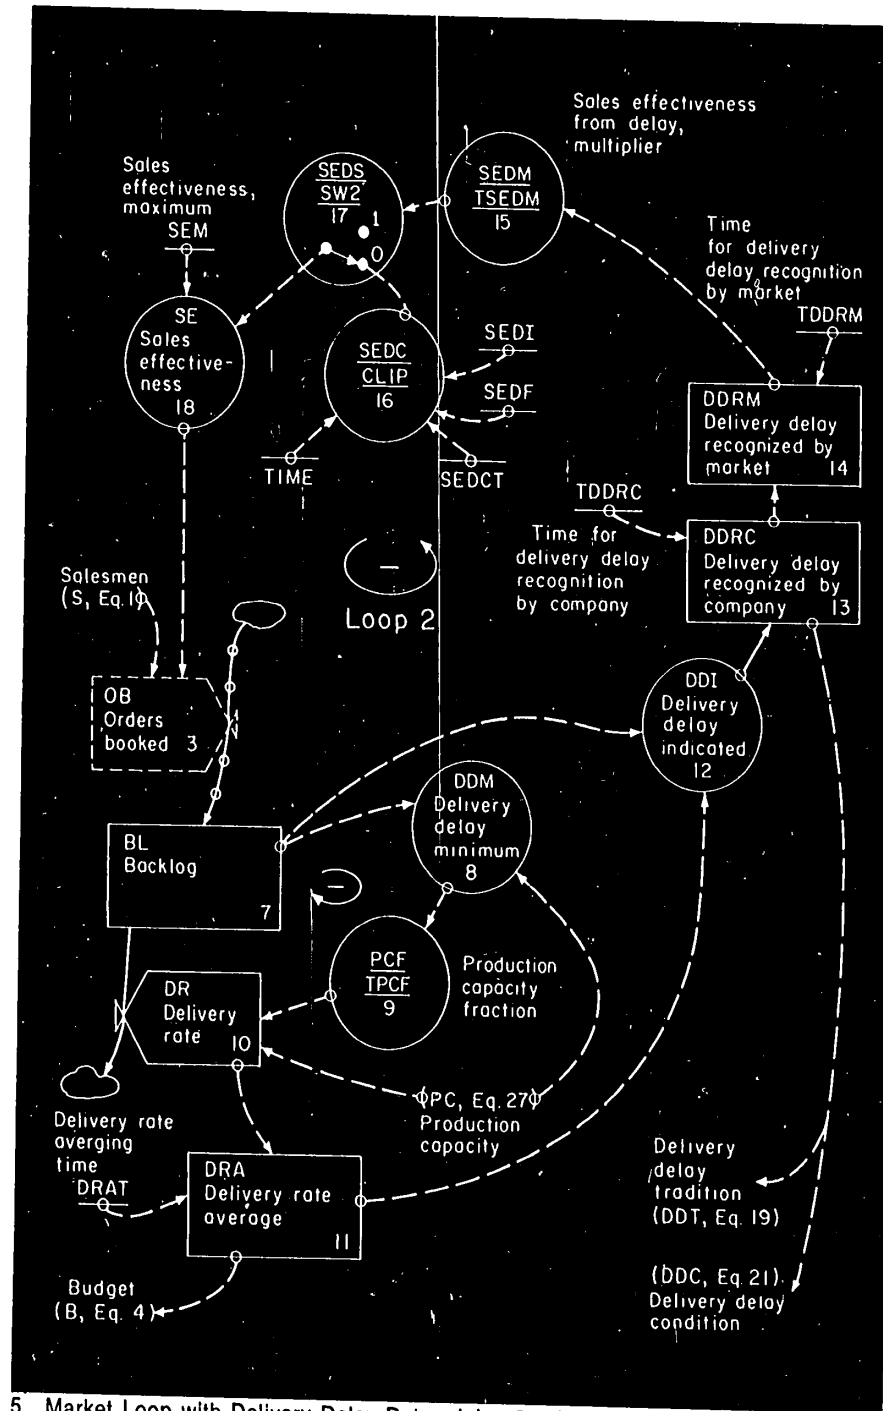 Sales effectiveness
from delay,
multiplier
Sales
effectiveness,
maximum
SEM
SEDS
SW2
17
1
0
SEDM
TSEDM
15
Time
for delivery
delay recognition
by market
TDDRM
SE
Sales
effective-
ness
18
SEDC
CLIP
16
SEDI
SEDF
TIME
SEDCT
DDRM
Delivery delay
recognized by
market 14
TDDRC
Time for
delivery delay
recognition
by company
DDRC
Delivery delay
recognized by
company 13
Salesmen
(S, Eq. 1)
Loop 2
OB
Orders
booked 3
DDI
Delivery
delay
indicated
12
DDM
Delivery
delay
minimum
8
BL
Backlog
7
PCF
TPCF
9
Production
capacity
fraction
DR
Delivery
rate
10
(PC, Eq. 27)
Production
capacity
Delivery rate
averging
time
DRAT
DRA
Delivery rate
average
11
Delivery
delay
tradition
(DDT, Eq. 19)
Budget
(B, Eq. 4)
(DDC, Eq. 21)
Delivery delay
condition
5 Market Loop with Delivery Delay